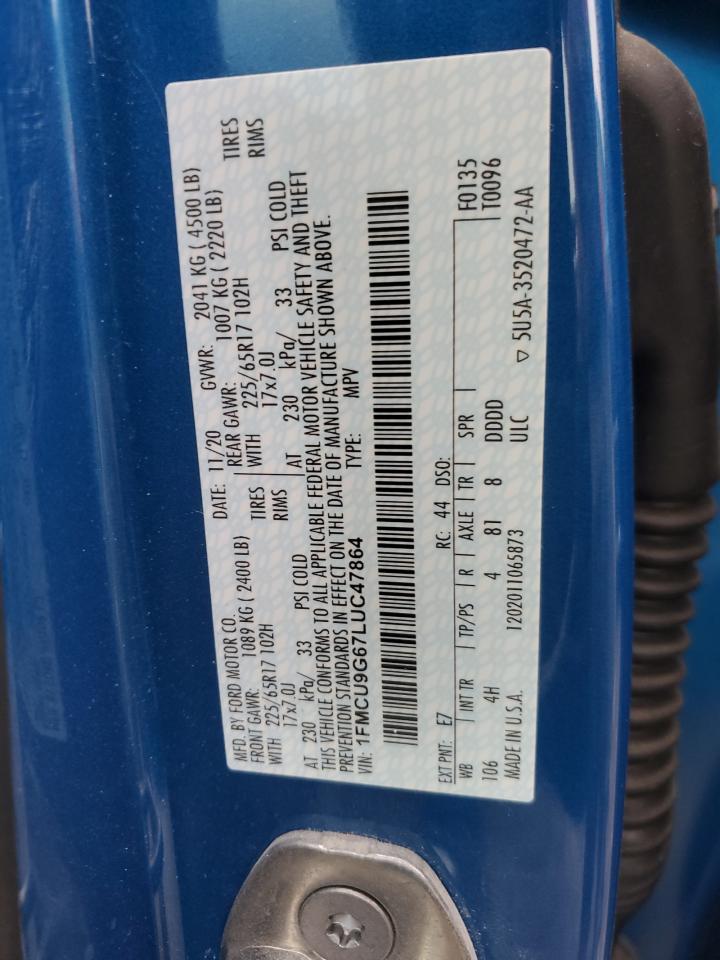 MFD. BY FORD MOTOR CO. DATE: 11/20 GVWR: 2041 KG ( 4500 LB)
FRONT GAWR: 1089 KG ( 2400 LB) REAR GAWR: 1007 KG ( 2220 LB)
WITH 225/65R17 102H TIRES WITH 225/65R17 102H TIRES
17x7.0J RIMS 17x7.0J RIMS
AT 230 kPa/ 33 PSI COLD AT 230 kPa/ 33 PSI COLD
THIS VEHICLE CONFORMS TO ALL APPLICABLE FEDERAL MOTOR VEHICLE SAFETY AND THEFT
PREVENTION STANDARDS IN EFFECT ON THE DATE OF MANUFACTURE SHOWN ABOVE.
VIN: 1FMCU9G67LUC47864 TYPE: MPV
EXT PNT: E7 RC: 44 DSO: F0135
WB INT TR TP/PS R AXLE TR SPR T0096
106 4H 4 81 8 DDDD
MADE IN U.S.A. 1202011065873 ULC ▽ 5U5A-3520472-AA